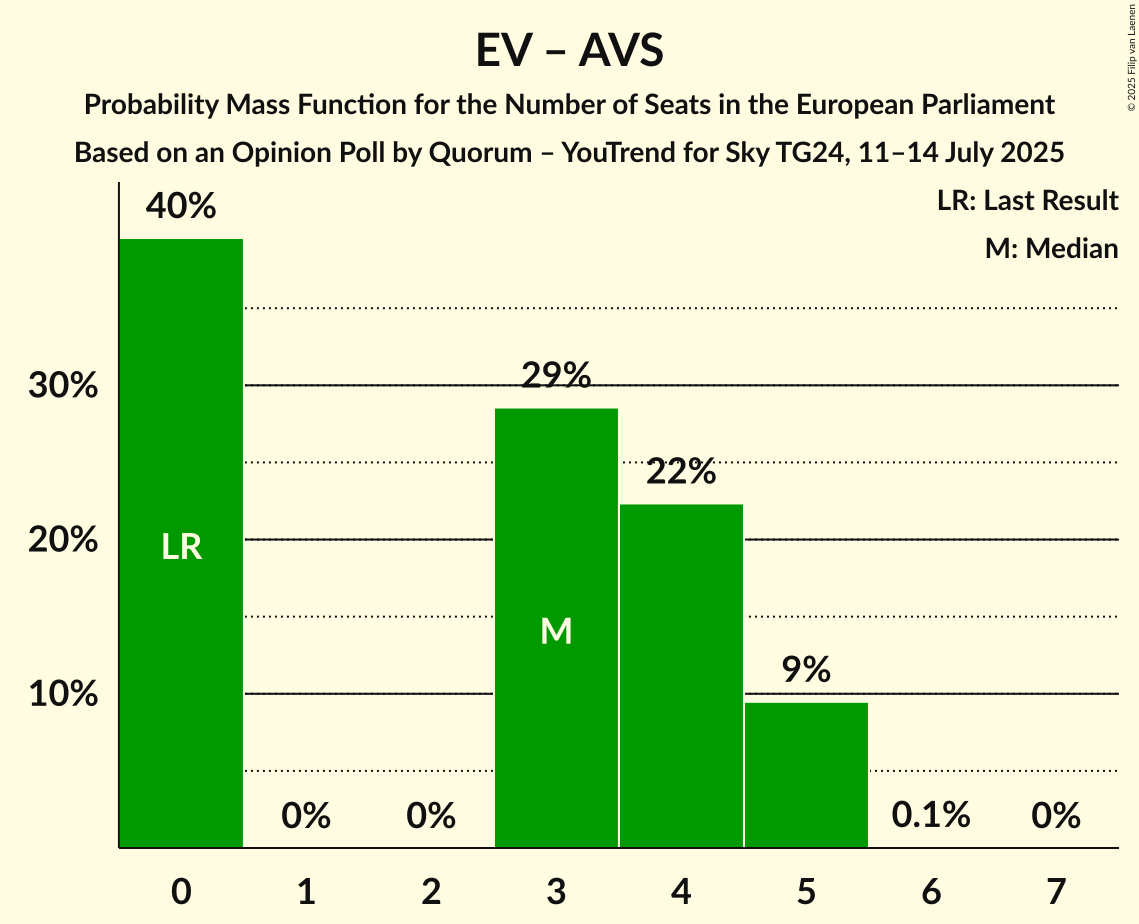 EV – AVS
Probability Mass Function for the Number of Seats in the European Parliament
Based on an Opinion Poll by Quorum – YouTrend for Sky TG24, 11–14 July 2025
© 2025 Filip van Laenen
LR: Last Result
M: Median
40%
30%
29%
22%
20%
LR
M
10%
9%
0%
0%
0.1%
0%
0 1 2 3 4 5 6 7